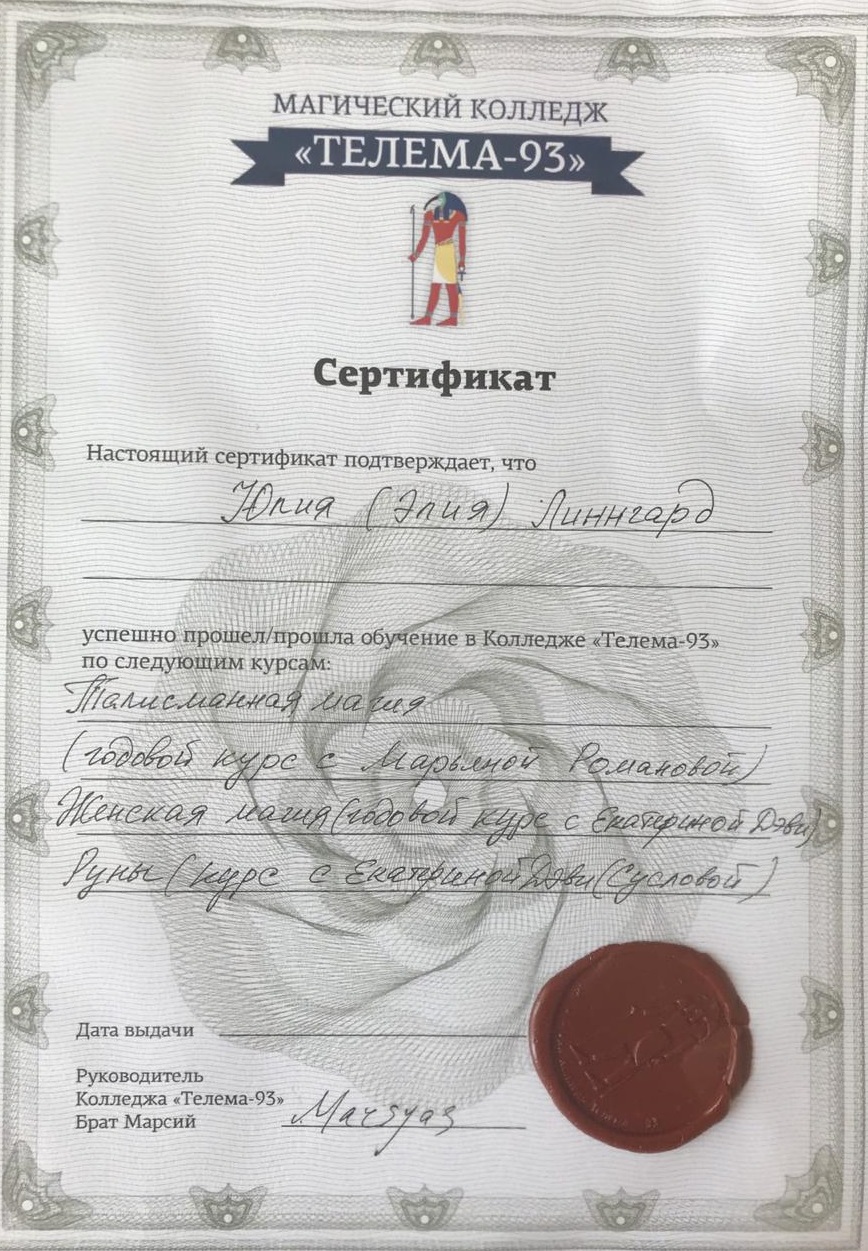 МАГИЧЕСКИЙ КОЛЛЕДЖ
«ТЕЛЕМА-93»
Сертификат
Настоящий сертификат подтверждает, что
Юлия (Элия) Линнгард
успешно прошел/прошла обучение в Колледже «Телема-93»
по следующим курсам:
Талисманная магия
(годовой курс с Марьяной Романовой)
Женская магия (годовой курс с Екатериной Дэви)
Руны (курс с Екатериной Дэви (Сусловой)
Дата выдачи
Руководитель
Колледжа «Телема-93»
Брат Марсий Marsyas
93